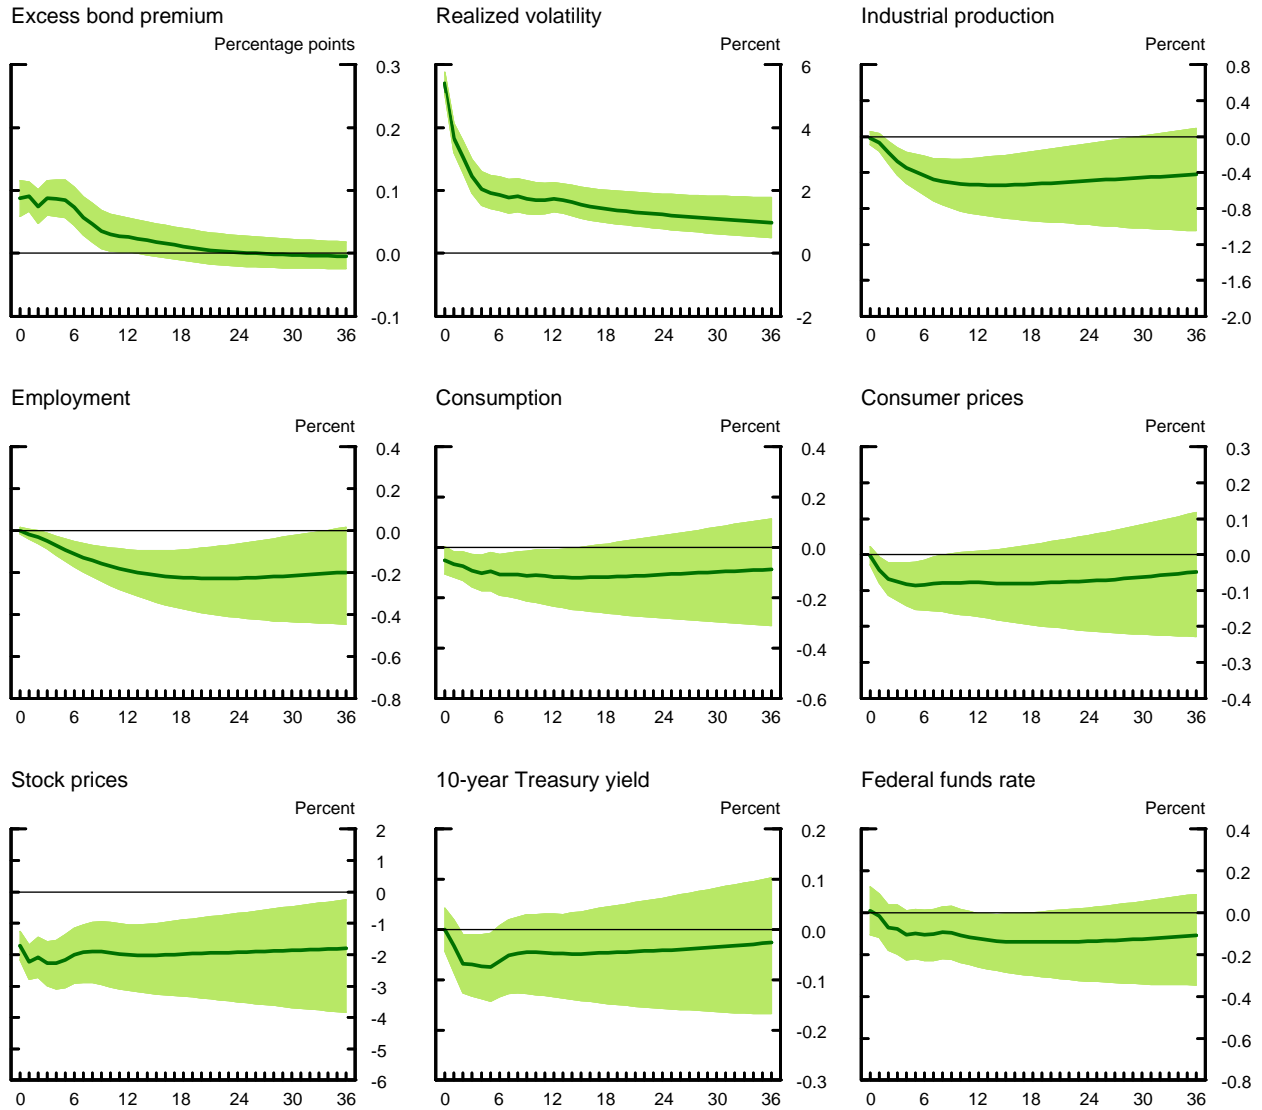 Excess bond premium
Percentage points
0.3
0.2
0.1
0.0
-0.1
0 6 12 18 24 30 36
Realized volatility
Percent
6
4
2
0
-2
0 6 12 18 24 30 36
Industrial production
Percent
0.8
0.4
0.0
-0.4
-0.8
-1.2
-1.6
-2.0
0 6 12 18 24 30 36
Employment
Percent
0.4
0.2
0.0
-0.2
-0.4
-0.6
-0.8
0 6 12 18 24 30 36
Consumption
Percent
0.4
0.2
0.0
-0.2
-0.4
-0.6
0 6 12 18 24 30 36
Consumer prices
Percent
0.3
0.2
0.1
0.0
-0.1
-0.2
-0.3
-0.4
0 6 12 18 24 30 36
Stock prices
Percent
2
1
0
-1
-2
-3
-4
-5
-6
0 6 12 18 24 30 36
10-year Treasury yield
Percent
0.2
0.1
0.0
-0.1
-0.2
-0.3
0 6 12 18 24 30 36
Federal funds rate
Percent
0.4
0.2
0.0
-0.2
-0.4
-0.6
-0.8
0 6 12 18 24 30 36